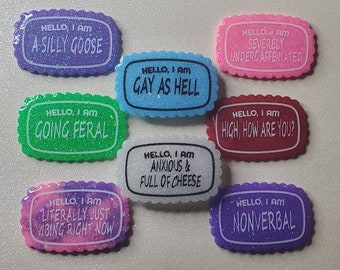 HELLO, I AM
A SILLY GOOSE
HELLO, I AM
GAY AS HELL
HELLO, I AM
SEVERELY
UNDERCAFFEINATED
HELLO, I AM
GOING FERAL
HELLO, I AM
ANXIOUS &
FULL OF CHEESE
HELLO, I AM
HIGH, HOW ARE YOU?
HELLO, I AM
LITERALLY JUST
VIBING RIGHT NOW
HELLO, I AM
NONVERBAL